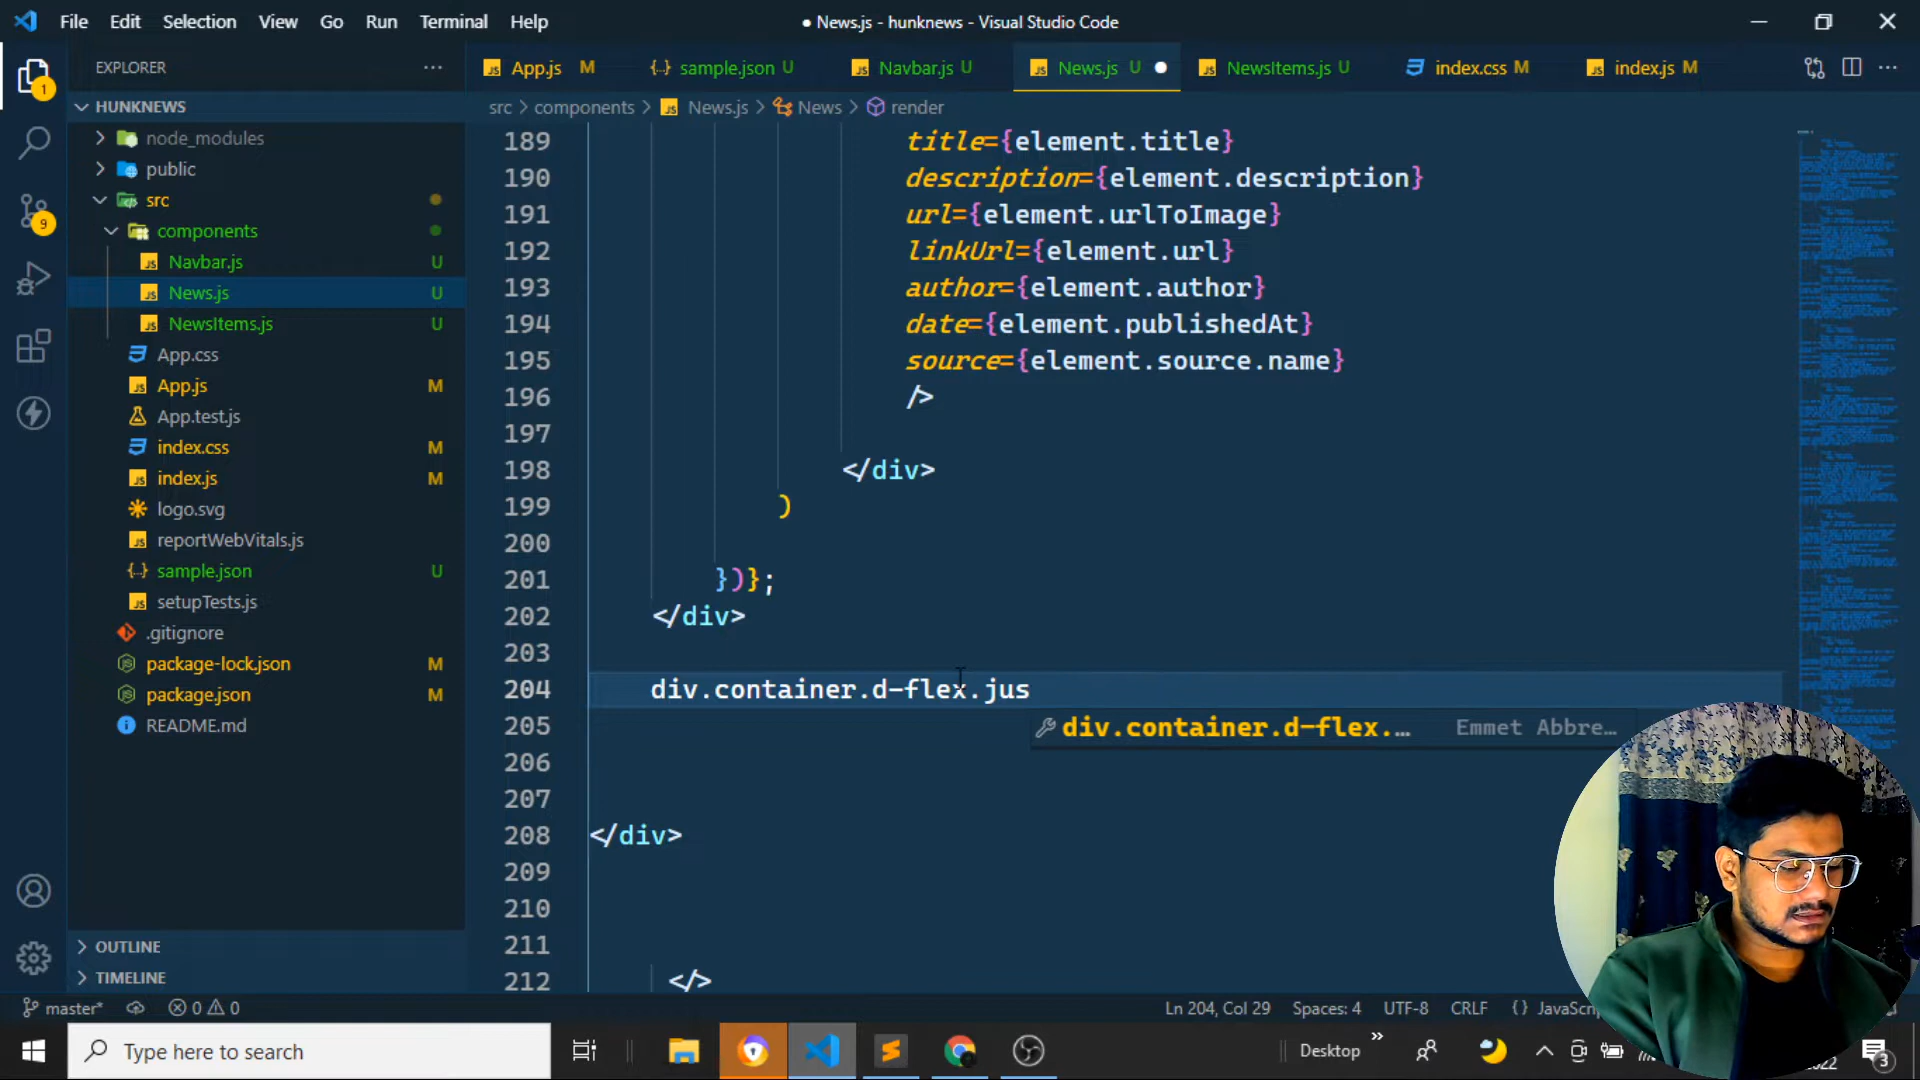 File Edit Selection View Go Run Terminal Help
● News.js - hunknews - Visual Studio Code
EXPLORER
App.js M
sample.json U
Navbar.js U
News.js U
NewsItems.js U
index.css M
index.js M
HUNKNEWS
src > components > News.js > News > render
node_modules
public
src
components
Navbar.js U
News.js U
NewsItems.js U
App.css
App.js M
App.test.js
index.css M
index.js M
logo.svg
reportWebVitals.js
sample.json U
setupTests.js
.gitignore
package-lock.json M
package.json M
README.md
OUTLINE
TIMELINE
1
9
189 title={element.title}
190 description={element.description}
191 url={element.urlToImage}
192 linkUrl={element.url}
193 author={element.author}
194 date={element.publishedAt}
195 source={element.source.name}
196 />
197
198 </div>
199 )
200
201 })};
202 </div>
203
204 div.container.d-flex.jus
205 div.container.d-flex.… Emmet Abbre…
206
207
208 </div>
209
210
211
212 </>
master* 0 0 Ln 204, Col 29 Spaces: 4 UTF-8 CRLF {} JavaScrip
Type here to search
Desktop
2022
3